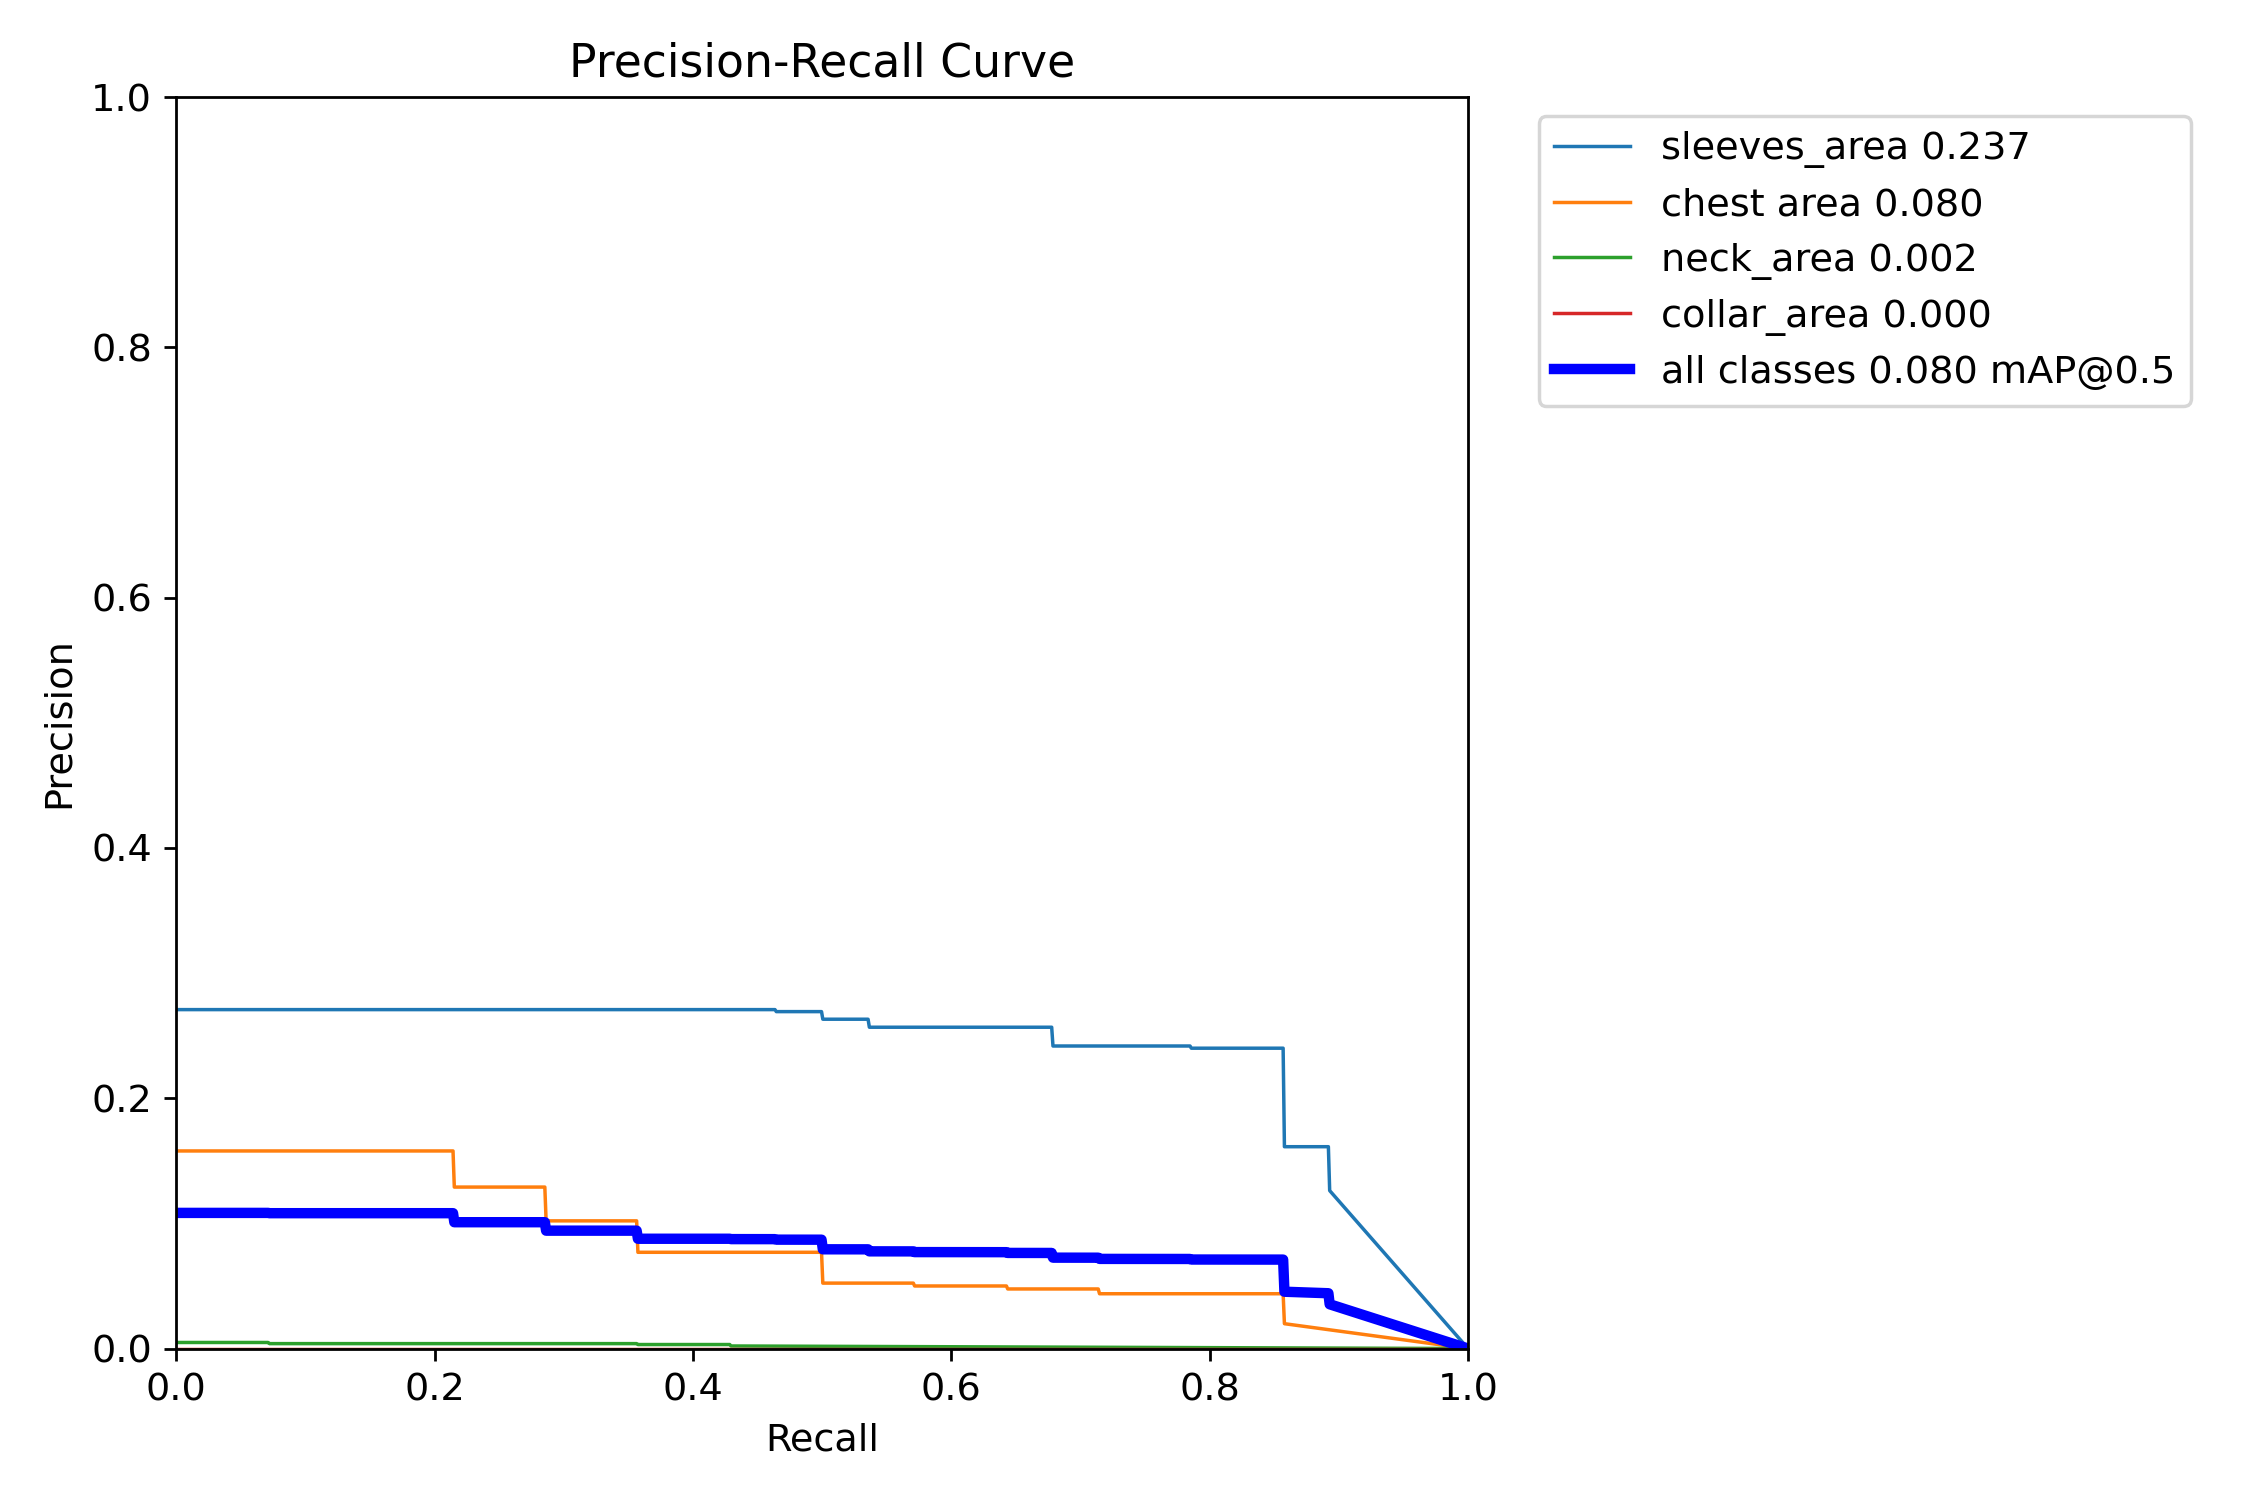 Precision-Recall Curve
1.0
0.8
0.6
0.4
0.2
0.0
Precision
0.0 0.2 0.4 0.6 0.8 1.0
Recall
sleeves_area 0.237
chest area 0.080
neck_area 0.002
collar_area 0.000
all classes 0.080 mAP@0.5